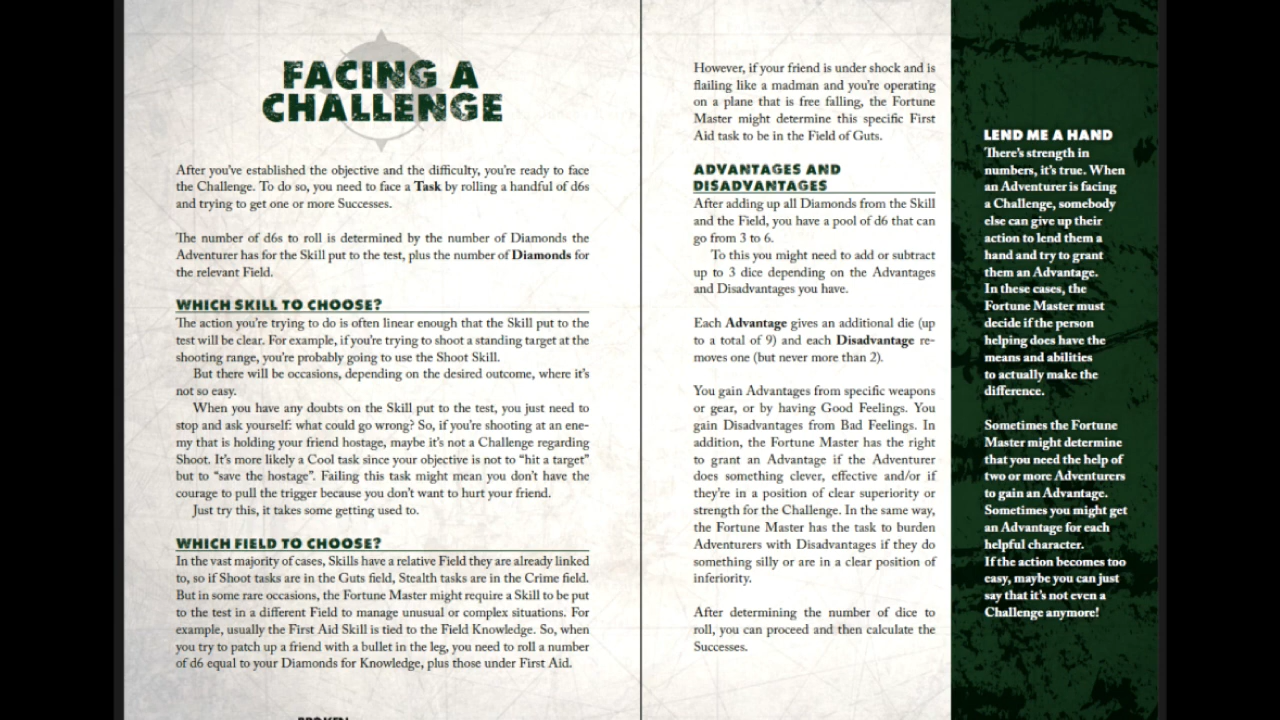 FACING A
CHALLENGE
After you've established the objective and the difficulty, you're ready to face
the Challenge. To do so, you need to face a Task by rolling a handful of d6s
and trying to get one or more Successes.
The number of d6s to roll is determined by the number of Diamonds the
Adventurer has for the Skill put to the test, plus the number of Diamonds for
the relevant Field.
WHICH SKILL TO CHOOSE?
The action you're trying to do is often linear enough that the Skill put to the
test will be clear. For example, if you're trying to shoot a standing target at the
shooting range, you're probably going to use the Shoot Skill.
But there will be occasions, depending on the desired outcome, where it's
not so easy.
When you have any doubts on the Skill put to the test, you just need to
stop and ask yourself: what could go wrong? So, if you're shooting at an ene-
my that is holding your friend hostage, maybe it's not a Challenge regarding
Shoot. It's more likely a Cool task since your objective is not to “hit a target”
but to “save the hostage”. Failing this task might mean you don't have the
courage to pull the trigger because you don't want to hurt your friend.
Just try this, it takes some getting used to.
WHICH FIELD TO CHOOSE?
In the vast majority of cases, Skills have a relative Field they are already linked
to, so if Shoot tasks are in the Guts field, Stealth tasks are in the Crime field.
But in some rare occasions, the Fortune Master might require a Skill to be put
to the test in a different Field to manage unusual or complex situations. For
example, usually the First Aid Skill is tied to the Field Knowledge. So, when
you try to patch up a friend with a bullet in the leg, you need to roll a number
of d6 equal to your Diamonds for Knowledge, plus those under First Aid.
BROKEN
However, if your friend is under shock and is
flailing like a madman and you're operating
on a plane that is free falling, the Fortune
Master might determine this specific First
Aid task to be in the Field of Guts.
ADVANTAGES AND
DISADVANTAGES
After adding up all Diamonds from the Skill
and the Field, you have a pool of d6 that can
go from 3 to 6.
To this you might need to add or subtract
up to 3 dice depending on the Advantages
and Disadvantages you have.
Each Advantage gives an additional die (up
to a total of 9) and each Disadvantage re-
moves one (but never more than 2).
You gain Advantages from specific weapons
or gear, or by having Good Feelings. You
gain Disadvantages from Bad Feelings. In
addition, the Fortune Master has the right
to grant an Advantage if the Adventurer
does something clever, effective and/or if
they're in a position of clear superiority or
strength for the Challenge. In the same way,
the Fortune Master has the task to burden
Adventurers with Disadvantages if they do
something silly or are in a clear position of
inferiority.
After determining the number of dice to
roll, you can proceed and then calculate the
Successes.
LEND ME A HAND
There's strength in
numbers, it's true. When
an Adventurer is facing
a Challenge, somebody
else can give up their
action to lend them a
hand and try to grant
them an Advantage.
In these cases, the
Fortune Master must
decide if the person
helping does have the
means and abilities
to actually make the
difference.
Sometimes the Fortune
Master might determine
that you need the help of
two or more Adventurers
to gain an Advantage.
Sometimes you might get
an Advantage for each
helpful character.
If the action becomes too
easy, maybe you can just
say that it's not even a
Challenge anymore!